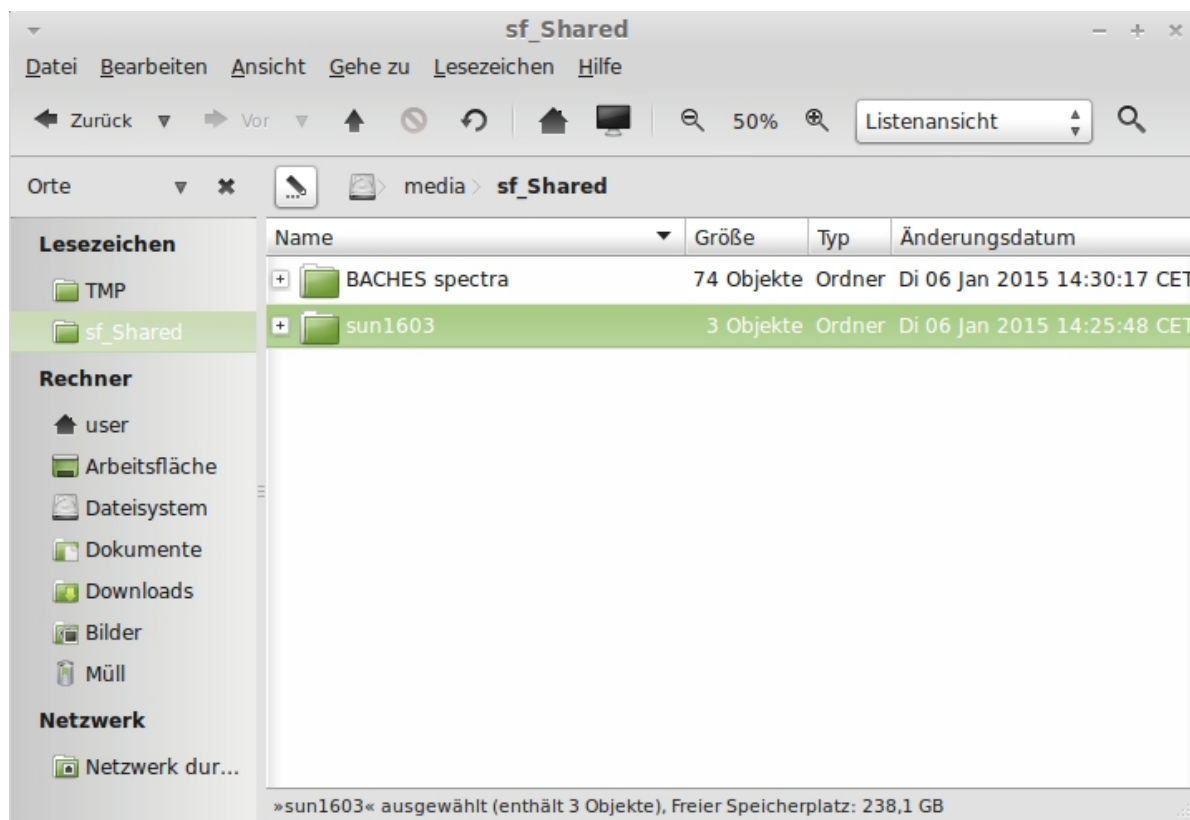 sf_Shared
Datei Bearbeiten Ansicht Gehe zu Lesezeichen Hilfe
Zurück Vor 50% Listenansicht
Orte media sf_Shared
Lesezeichen
TMP
sf_Shared
Rechner
user
Arbeitsfläche
Dateisystem
Dokumente
Downloads
Bilder
Müll
Netzwerk
Netzwerk dur...
Name Größe Typ Änderungsdatum
BACHES spectra 74 Objekte Ordner Di 06 Jan 2015 14:30:17 CET
sun1603 3 Objekte Ordner Di 06 Jan 2015 14:25:48 CET
»sun1603« ausgewählt (enthält 3 Objekte), Freier Speicherplatz: 238,1 GB